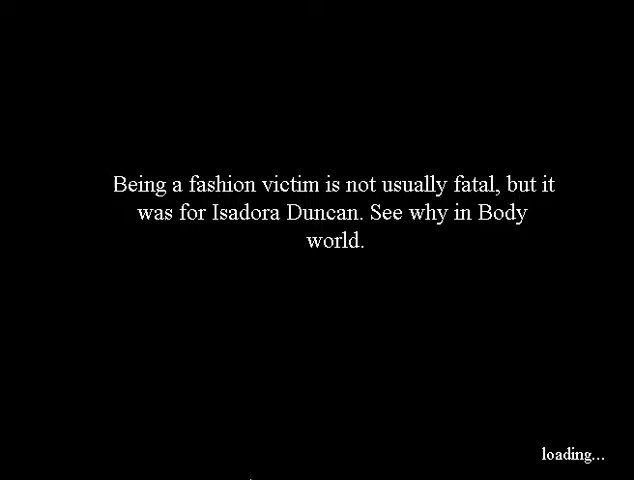 Being a fashion victim is not usually fatal, but it
was for Isadora Duncan. See why in Body
world.
loading...